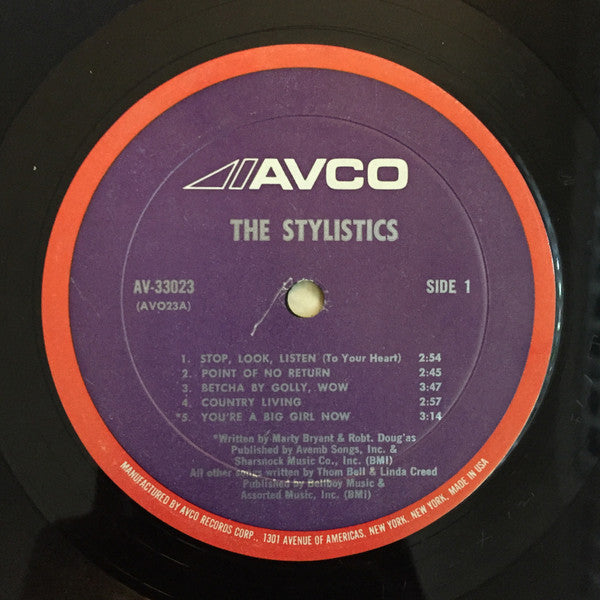 AVCO
THE STYLISTICS
AV-33023
(AVO23A)
SIDE 1
1. STOP, LOOK, LISTEN (To Your Heart) 2:54
2. POINT OF NO RETURN 2:45
3. BETCHA BY GOLLY, WOW 3:47
4. COUNTRY LIVING 2:57
*5. YOU'RE A BIG GIRL NOW 3:14
*Written by Marty Bryant & Robt. Doug'as
Published by Avemb Songs, Inc. &
Sharsnock Music Co., Inc. (BMI)
All other songs written by Thom Bell & Linda Creed
Published by Bellboy Music &
Assorted Music, Inc. (BMI)
MANUFACTURED BY AVCO RECORDS CORP., 1301 AVENUE OF AMERICAS, NEW YORK, NEW YORK, MADE IN USA